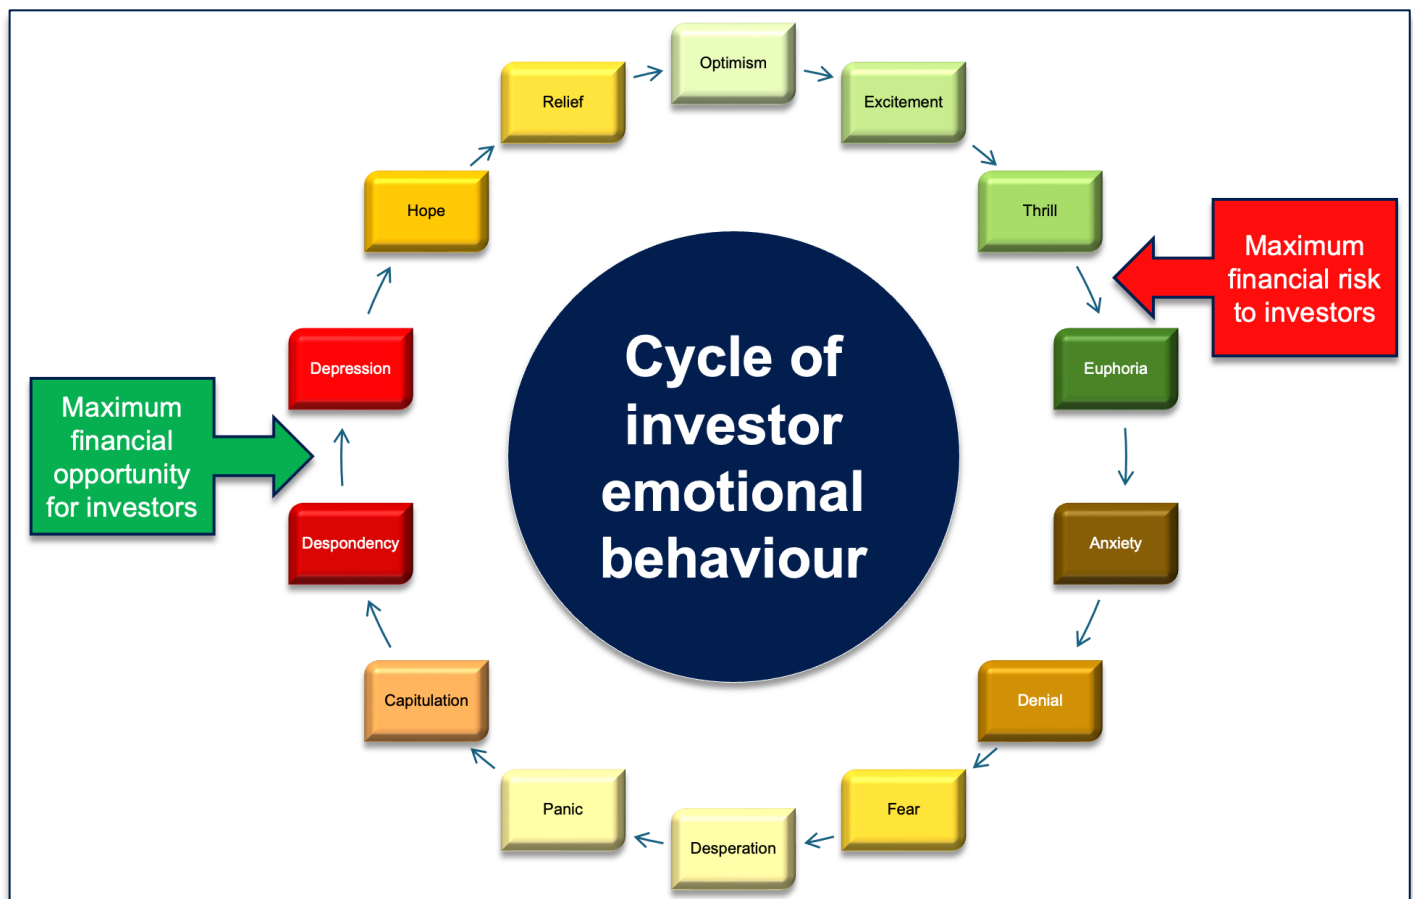 Optimism
Excitement
Thrill
Maximum
financial risk
to investors
Euphoria
Anxiety
Denial
Fear
Desperation
Panic
Capitulation
Despondency
Maximum
financial
opportunity
for investors
Depression
Hope
Relief
Cycle of
investor
emotional
behaviour